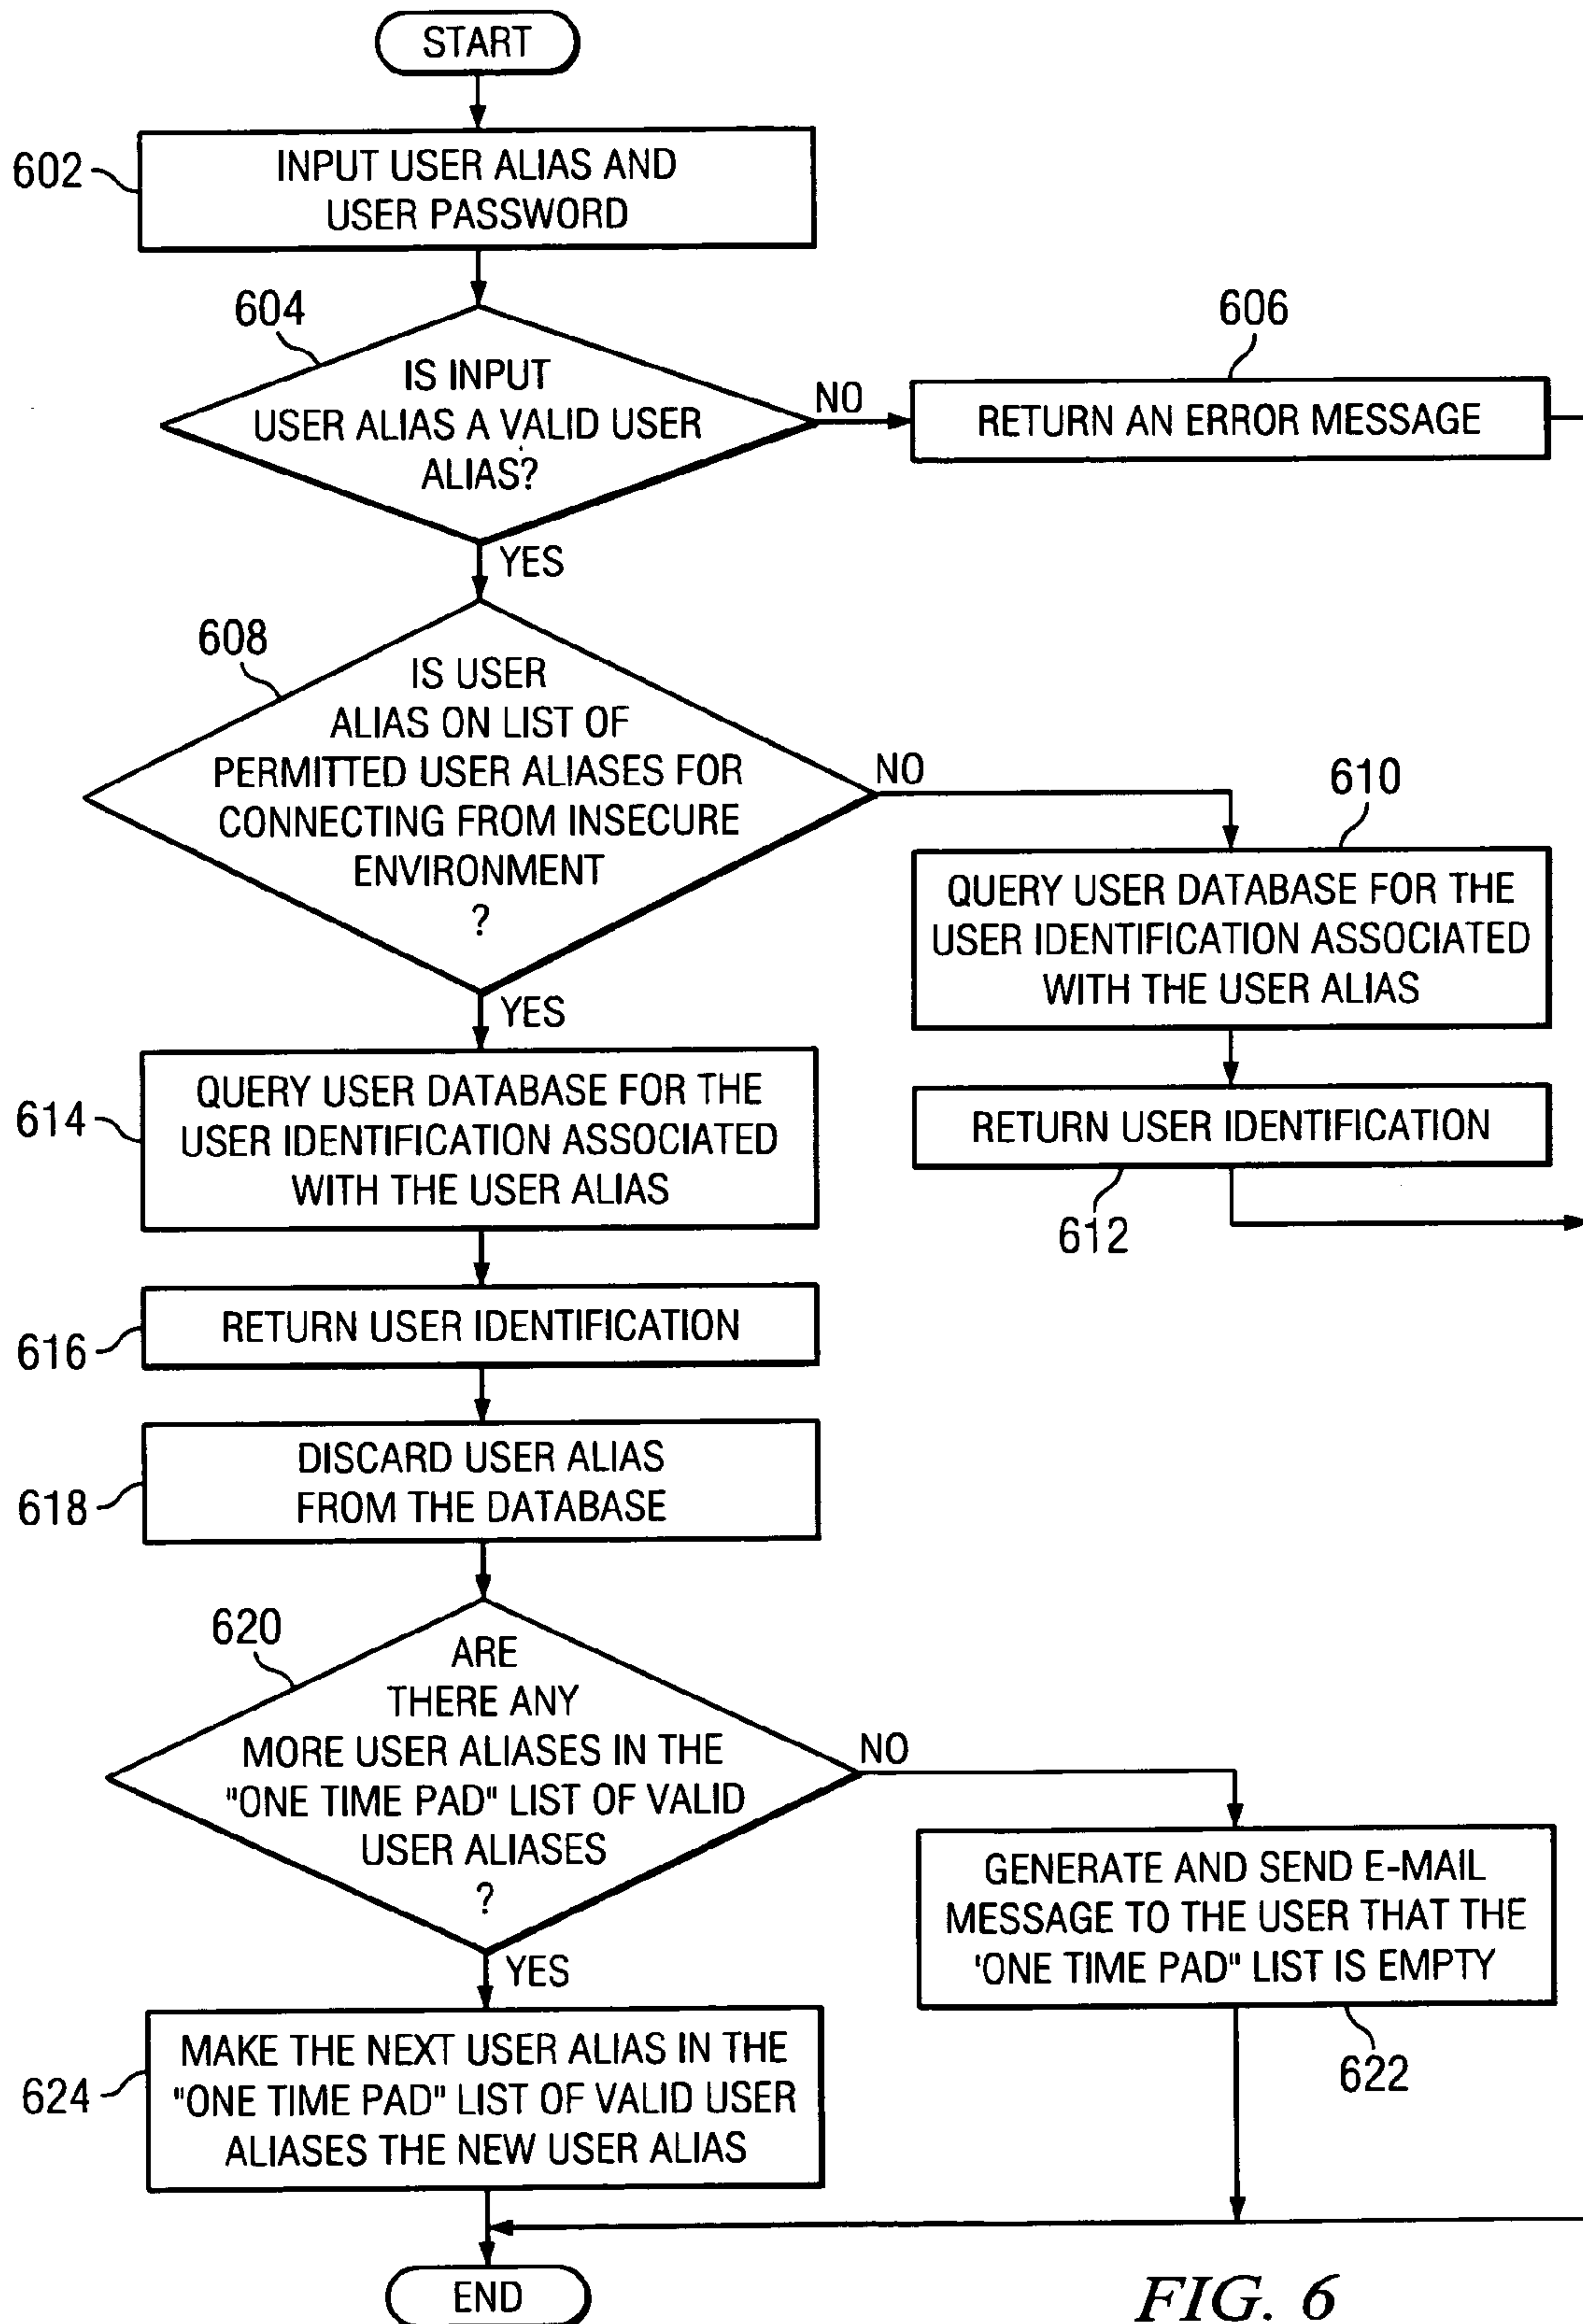 START
602
INPUT USER ALIAS AND
USER PASSWORD
604
IS INPUT
USER ALIAS A VALID USER
ALIAS?
NO
606
RETURN AN ERROR MESSAGE
YES
608
IS USER
ALIAS ON LIST OF
PERMITTED USER ALIASES FOR
CONNECTING FROM INSECURE
ENVIRONMENT
?
NO
610
QUERY USER DATABASE FOR THE
USER IDENTIFICATION ASSOCIATED
WITH THE USER ALIAS
RETURN USER IDENTIFICATION
612
YES
614
QUERY USER DATABASE FOR THE
USER IDENTIFICATION ASSOCIATED
WITH THE USER ALIAS
616
RETURN USER IDENTIFICATION
618
DISCARD USER ALIAS
FROM THE DATABASE
620
ARE
THERE ANY
MORE USER ALIASES IN THE
"ONE TIME PAD" LIST OF VALID
USER ALIASES
?
NO
GENERATE AND SEND E-MAIL
MESSAGE TO THE USER THAT THE
'ONE TIME PAD" LIST IS EMPTY
622
YES
624
MAKE THE NEXT USER ALIAS IN THE
"ONE TIME PAD" LIST OF VALID USER
ALIASES THE NEW USER ALIAS
END
FIG. 6